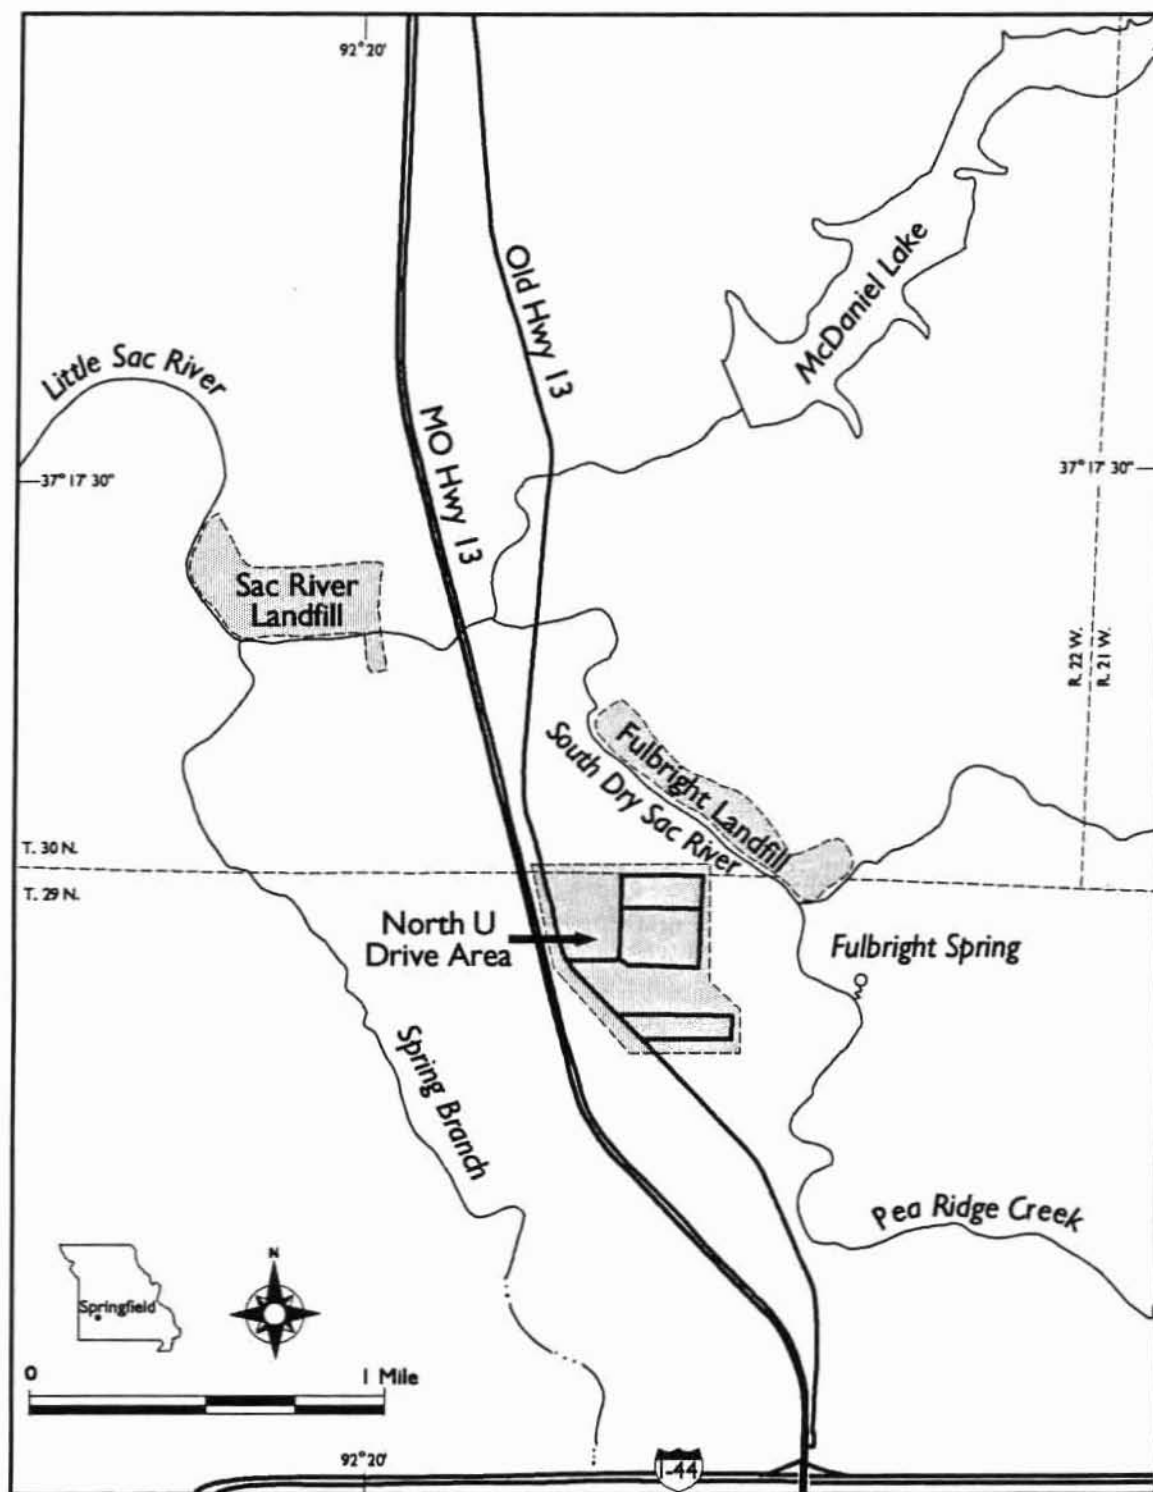 92°20'
Old Hwy 13
McDaniel Lake
Little Sac River
MO Hwy 13
37° 17' 30"
37° 17' 30"
Sac River
Landfill
R. 22 W.
R. 21 W.
Fulbright Landfill
South Dry Sac River
T. 30 N.
T. 29 N.
North U
Drive Area
Fulbright Spring
Spring Branch
Pea Ridge Creek
N
Springfield
0 1 Mile
92°20'
I-44